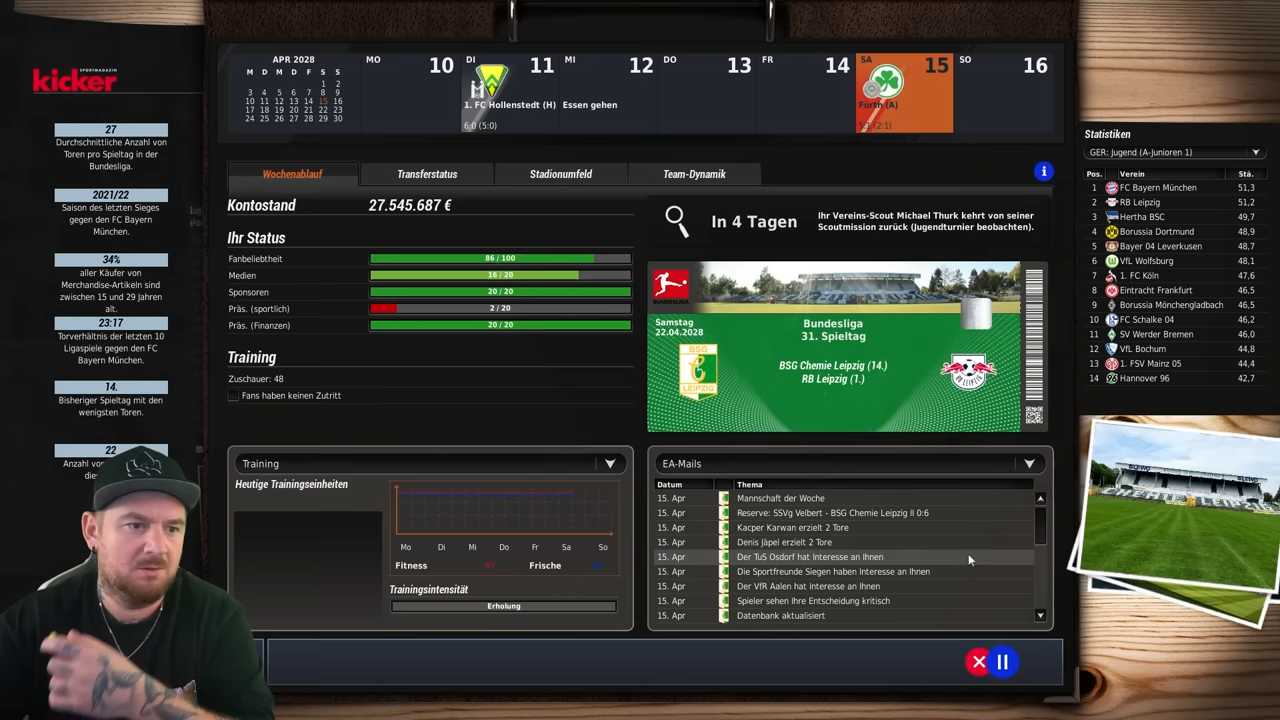 SPORTMAGAZIN
kicker
27
Durchschnittliche Anzahl von
Toren pro Spieltag in der
Bundesliga.
2021/22
Saison des letzten Sieges
gegen den FC Bayern
München.
34%
aller Käufer von
Merchandise-Artikeln sind
zwischen 15 und 29 Jahren
alt.
23:17
Torverhältnis der letzten 10
Ligaspiele gegen den FC
Bayern München.
14.
Bisheriger Spieltag mit den
wenigsten Toren.
22
APR 2028
M D M D F S S
1 2
3 4 5 6 7 8 9
10 11 12 13 14 15 16
17 18 19 20 21 22 23
24 25 26 27 28 29 30
MO 10
DI 11
1. FC Hollenstedt (H)
6:0 (5:0)
MI 12
Essen gehen
DO 13
FR 14
SA 15
Fürth (A)
5:1 (2:1)
SO 16
Wochenablauf
Transferstatus
Stadionumfeld
Team-Dynamik
i
Kontostand 27.545.687 €
Ihr Status
Fanbeliebtheit 86 / 100
Medien 16 / 20
Sponsoren 20 / 20
Präs. (sportlich) 2 / 20
Präs. (Finanzen) 20 / 20
Training
Zuschauer: 48
Fans haben keinen Zutritt
In 4 Tagen
Ihr Vereins-Scout Michael Thurk kehrt von seiner
Scoutmission zurück (Jugendturnier beobachten).
BUNDESLIGA
Samstag
22.04.2028
Bundesliga
31. Spieltag
BSG
LEIPZIG
BSG Chemie Leipzig (14.)
RB Leipzig (1.)
Training
Heutige Trainingseinheiten
Mo Di Mi Do Fr Sa So
Fitness
Frische
Trainingsintensität
Erholung
EA-Mails
Datum Thema
15. Apr Mannschaft der Woche
15. Apr Reserve: SSVg Velbert - BSG Chemie Leipzig II 0:6
15. Apr Kacper Karwan erzielt 2 Tore
15. Apr Denis Jäpel erzielt 2 Tore
15. Apr Der TuS Osdorf hat Interesse an Ihnen
15. Apr Die Sportfreunde Siegen haben Interesse an Ihnen
15. Apr Der VfR Aalen hat Interesse an Ihnen
15. Apr Spieler sehen Ihre Entscheidung kritisch
15. Apr Datenbank aktualisiert
Statistiken
GER: Jugend (A-Junioren 1)
Pos. Verein Stä.
1 FC Bayern München 51,3
2 RB Leipzig 51,2
3 Hertha BSC 49,7
4 Borussia Dortmund 48,9
5 Bayer 04 Leverkusen 48,7
6 VfL Wolfsburg 48,1
7 1. FC Köln 47,6
8 Eintracht Frankfurt 46,5
9 Borussia Mönchengladbach 46,5
10 FC Schalke 04 46,2
11 SV Werder Bremen 46,0
12 VfL Bochum 44,8
13 1. FSV Mainz 05 44,4
14 Hannover 96 42,7